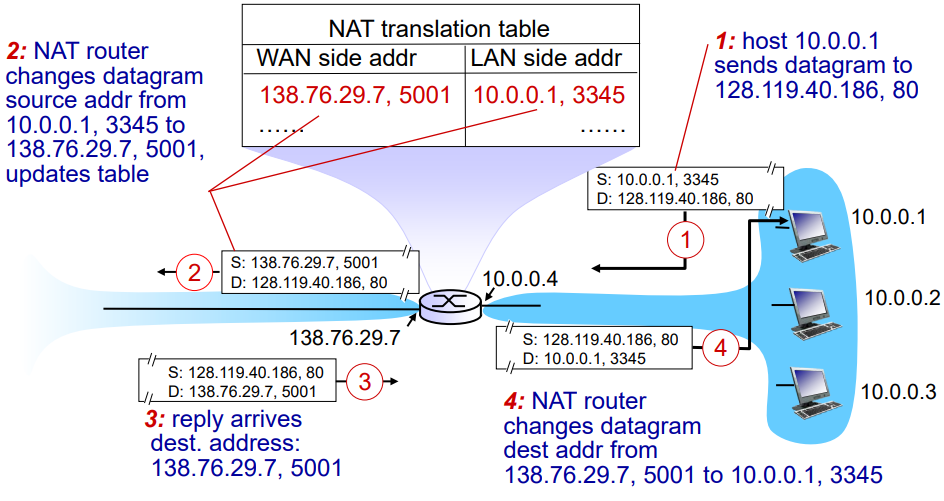 NAT translation table
WAN side addr LAN side addr
138.76.29.7, 5001 10.0.0.1, 3345
...... ......
2: NAT router
changes datagram
source addr from
10.0.0.1, 3345 to
138.76.29.7, 5001,
updates table
1: host 10.0.0.1
sends datagram to
128.119.40.186, 80
S: 10.0.0.1, 3345
D: 128.119.40.186, 80
1
10.0.0.1
S: 138.76.29.7, 5001
D: 128.119.40.186, 80
2
10.0.0.4
10.0.0.2
138.76.29.7
S: 128.119.40.186, 80
D: 10.0.0.1, 3345
4
S: 128.119.40.186, 80
D: 138.76.29.7, 5001
3
10.0.0.3
3: reply arrives
dest. address:
138.76.29.7, 5001
4: NAT router
changes datagram
dest addr from
138.76.29.7, 5001 to 10.0.0.1, 3345